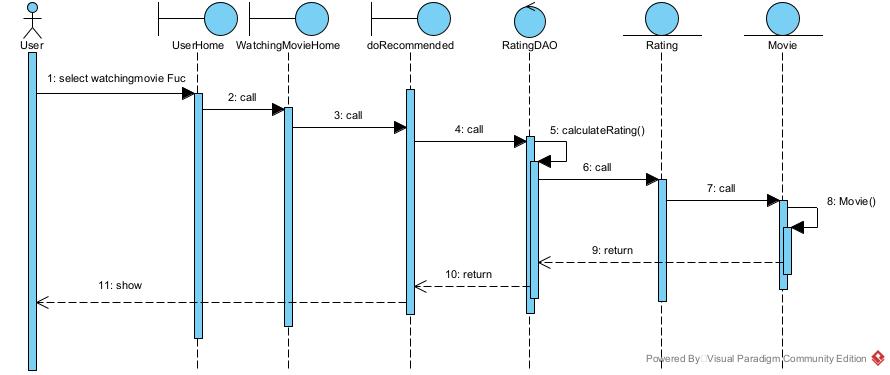 User
UserHome
WatchingMovieHome
doRecommended
RatingDAO
Rating
Movie
1: select watchingmovie Fuc
2: call
3: call
4: call
5: calculateRating()
6: call
7: call
8: Movie()
9: return
10: return
11: show
Powered By Visual Paradigm Community Edition